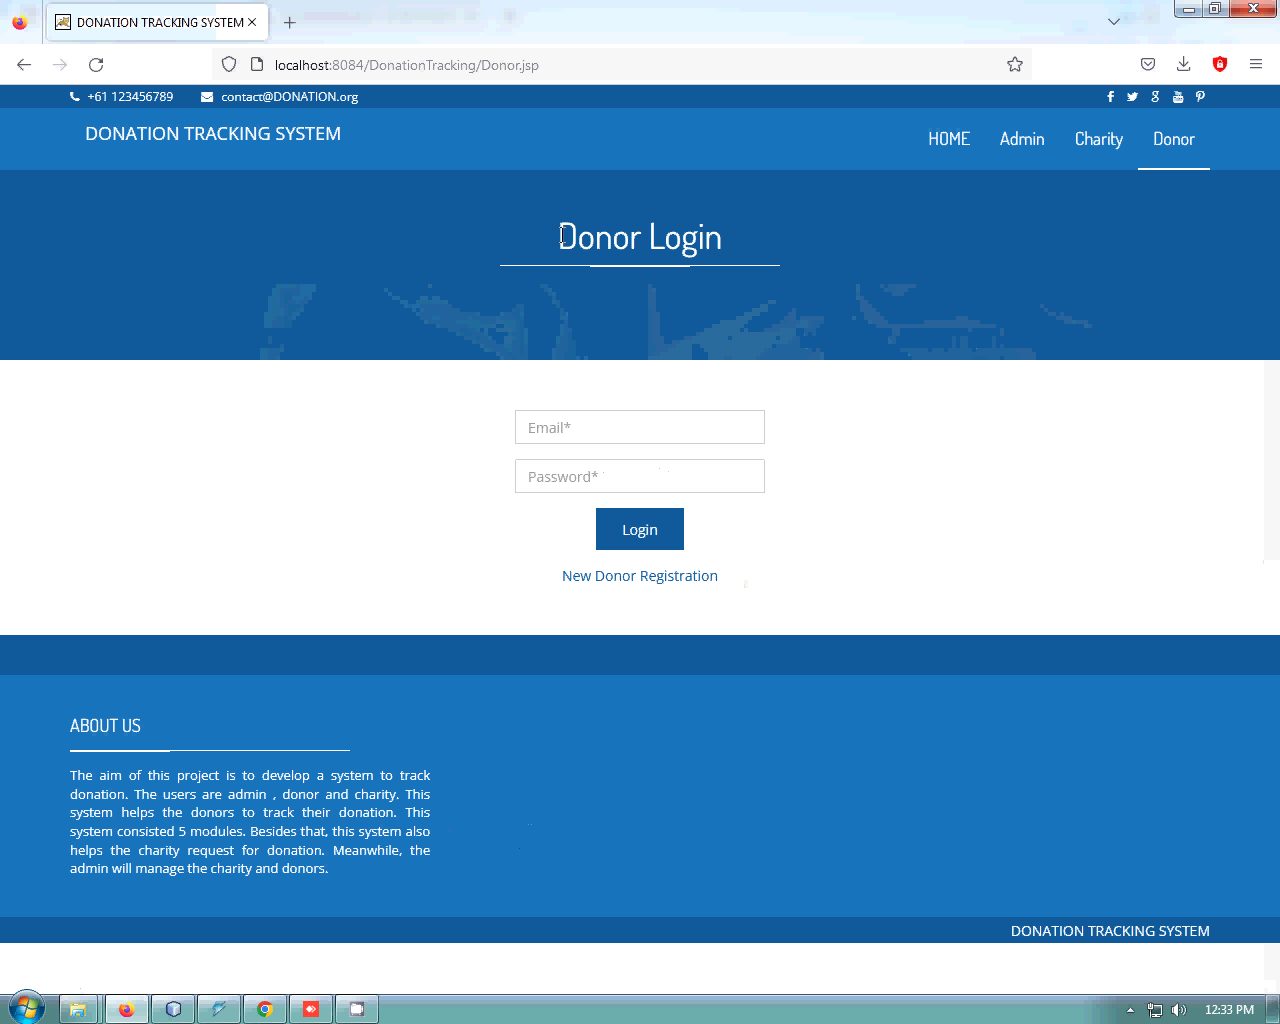 DONATION TRACKING SYSTEM
localhost:8084/DonationTracking/Donor.jsp
+61 123456789 contact@DONATION.org
DONATION TRACKING SYSTEM
HOME Admin Charity Donor
Donor Login
Email*
Password*
Login
New Donor Registration
ABOUT US
The aim of this project is to develop a system to track
donation. The users are admin , donor and charity. This
system helps the donors to track their donation. This
system consisted 5 modules. Besides that, this system also
helps the charity request for donation. Meanwhile, the
admin will manage the charity and donors.
DONATION TRACKING SYSTEM
12:33 PM